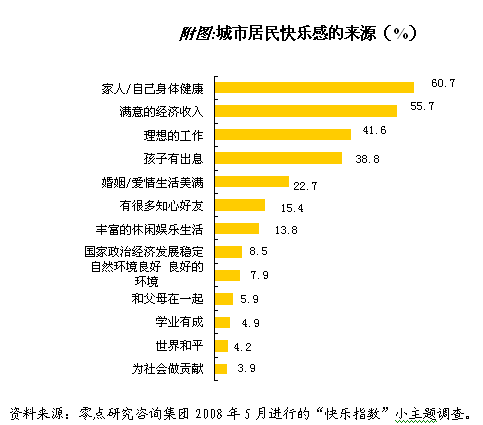 附图:城市居民快乐感的来源（%）
家人/自己身体健康 60.7
满意的经济收入 55.7
理想的工作 41.6
孩子有出息 38.8
婚姻/爱情生活美满 22.7
有很多知心好友 15.4
丰富的休闲娱乐生活 13.8
国家政治经济发展稳定 8.5
自然环境良好 良好的
环境 7.9
和父母在一起 5.9
学业有成 4.9
世界和平 4.2
为社会做贡献 3.9
资料来源：零点研究咨询集团2008年5月进行的“快乐指数”小主题调查。